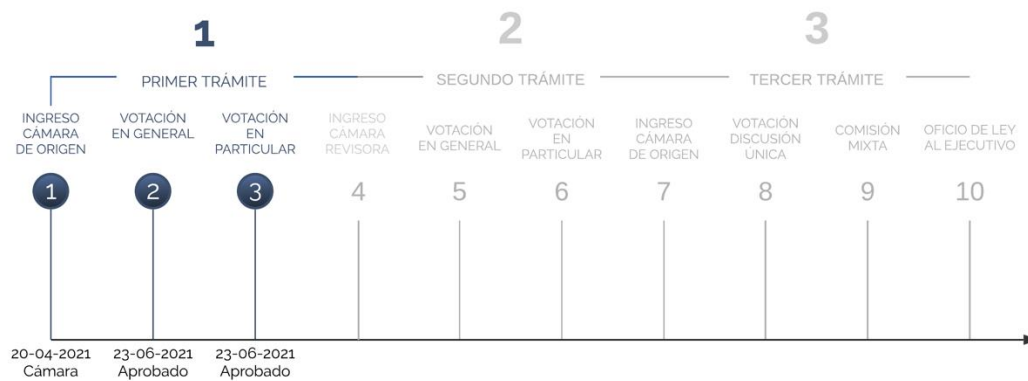 1
2
3
PRIMER TRÁMITE
SEGUNDO TRÁMITE
TERCER TRÁMITE
INGRESO
CÁMARA
DE ORIGEN
VOTACIÓN
EN GENERAL
VOTACIÓN
EN
PARTICULAR
INGRESO
CÁMARA
REVISORA
VOTACIÓN
EN GENERAL
VOTACIÓN
EN
PARTICULAR
INGRESO
CÁMARA
DE ORIGEN
VOTACIÓN
DISCUSIÓN
ÚNICA
COMISIÓN
MIXTA
OFICIO DE LEY
AL EJECUTIVO
1
2
3
4
5
6
7
8
9
10
20-04-2021
Cámara
23-06-2021
Aprobado
23-06-2021
Aprobado